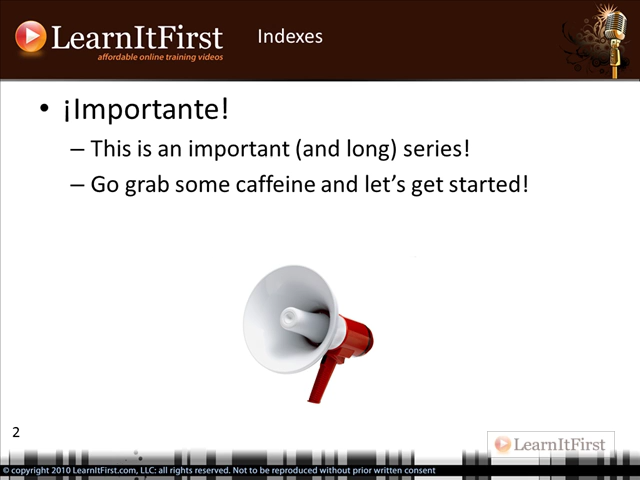 LearnItFirst
affordable online training videos
Indexes
• ¡Importante!
– This is an important (and long) series!
– Go grab some caffeine and let’s get started!
2
LearnItFirst
© copyright 2010 LearnItFirst.com, LLC: all rights reserved. Not to be reproduced without prior written consent